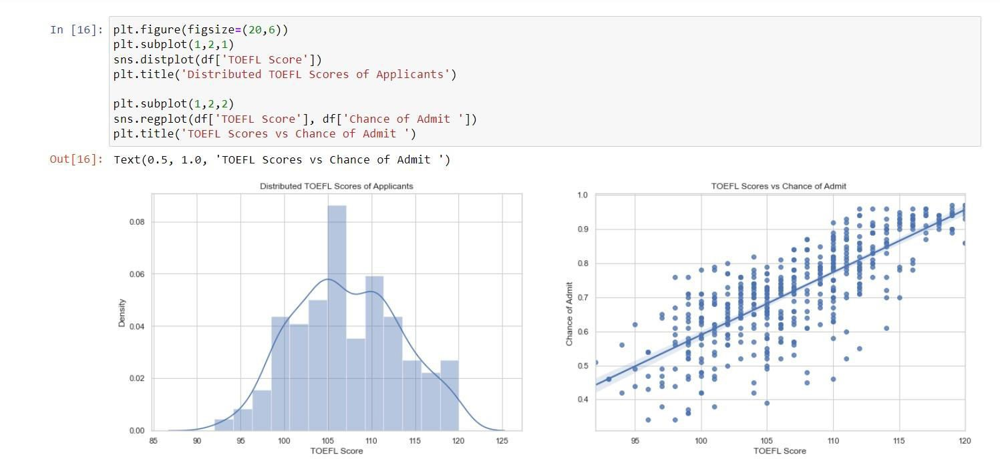 In [16]: plt.figure(figsize=(20,6))
plt.subplot(1,2,1)
sns.distplot(df['TOEFL Score'])
plt.title('Distributed TOEFL Scores of Applicants')
plt.subplot(1,2,2)
sns.regplot(df['TOEFL Score'], df['Chance of Admit '])
plt.title('TOEFL Scores vs Chance of Admit ')
Out[16]: Text(0.5, 1.0, 'TOEFL Scores vs Chance of Admit ')
Distributed TOEFL Scores of Applicants
0.08
0.06
0.04
0.02
0.00
Density
85 90 95 100 105 110 115 120 125
TOEFL Score
TOEFL Scores vs Chance of Admit
1.0
0.9
0.8
0.7
0.6
0.5
0.4
Chance of Admit
95 100 105 110 115 120
TOEFL Score